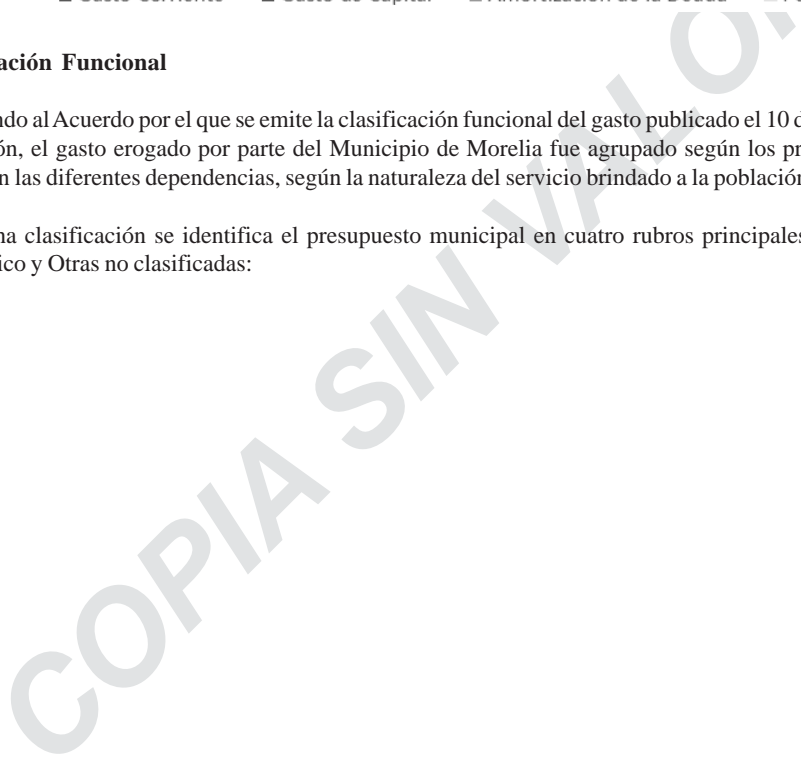 Gasto Corriente Gasto de Capital Amortización de la Deuda
ación Funcional
ndo al Acuerdo por el que se emite la clasificación funcional del gasto publicado el 10 d
ón, el gasto erogado por parte del Municipio de Morelia fue agrupado según los pr
n las diferentes dependencias, según la naturaleza del servicio brindado a la población
na clasificación se identifica el presupuesto municipal en cuatro rubros principales
ico y Otras no clasificadas:
COPIA SIN VALOR